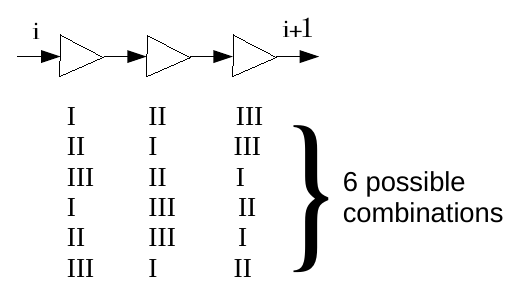 i i+1
I II III
II I III
III II I
I III II
II III I
III I II
6 possible
combinations